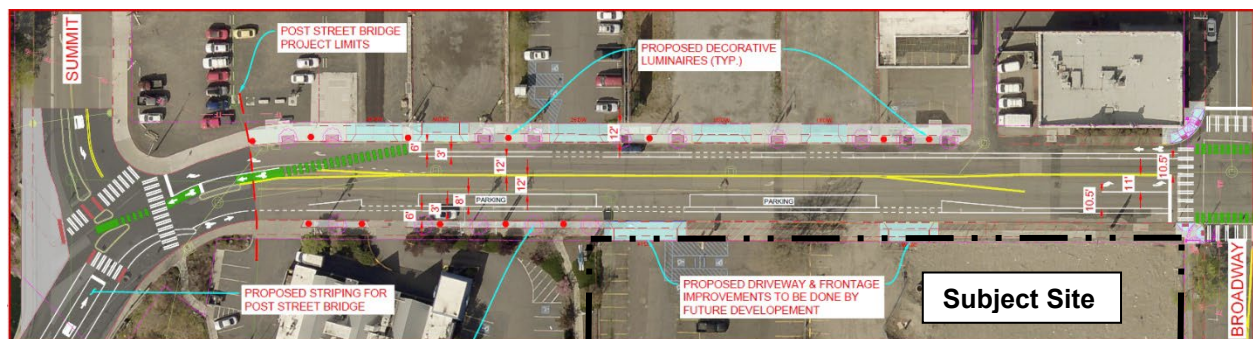 SUMMIT
POST STREET BRIDGE
PROJECT LIMITS
PROPOSED DECORATIVE
LUMINAIRES (TYP.)
12'
6'
3'
12'
12'
8'
3'
6'
PARKING
PARKING
10.5'
11'
10.5'
PROPOSED STRIPING FOR
POST STREET BRIDGE
PROPOSED DRIVEWAY & FRONTAGE
IMPROVEMENTS TO BE DONE BY
FUTURE DEVELOPEMENT
Subject Site
BROADWAY